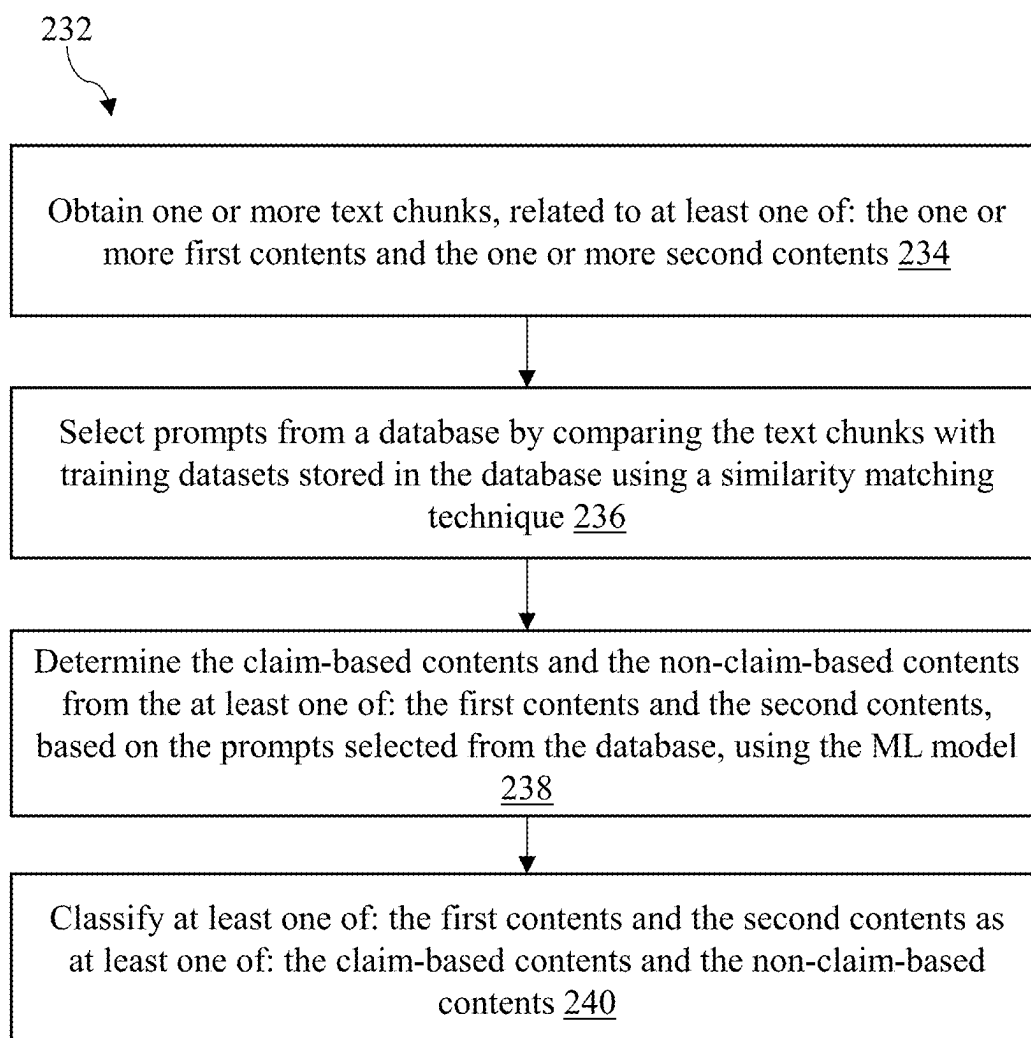 232
Obtain one or more text chunks, related to at least one of: the one or
more first contents and the one or more second contents 234
Select prompts from a database by comparing the text chunks with
training datasets stored in the database using a similarity matching
technique 236
Determine the claim-based contents and the non-claim-based contents
from the at least one of: the first contents and the second contents,
based on the prompts selected from the database, using the ML model
238
Classify at least one of: the first contents and the second contents as
at least one of: the claim-based contents and the non-claim-based
contents 240